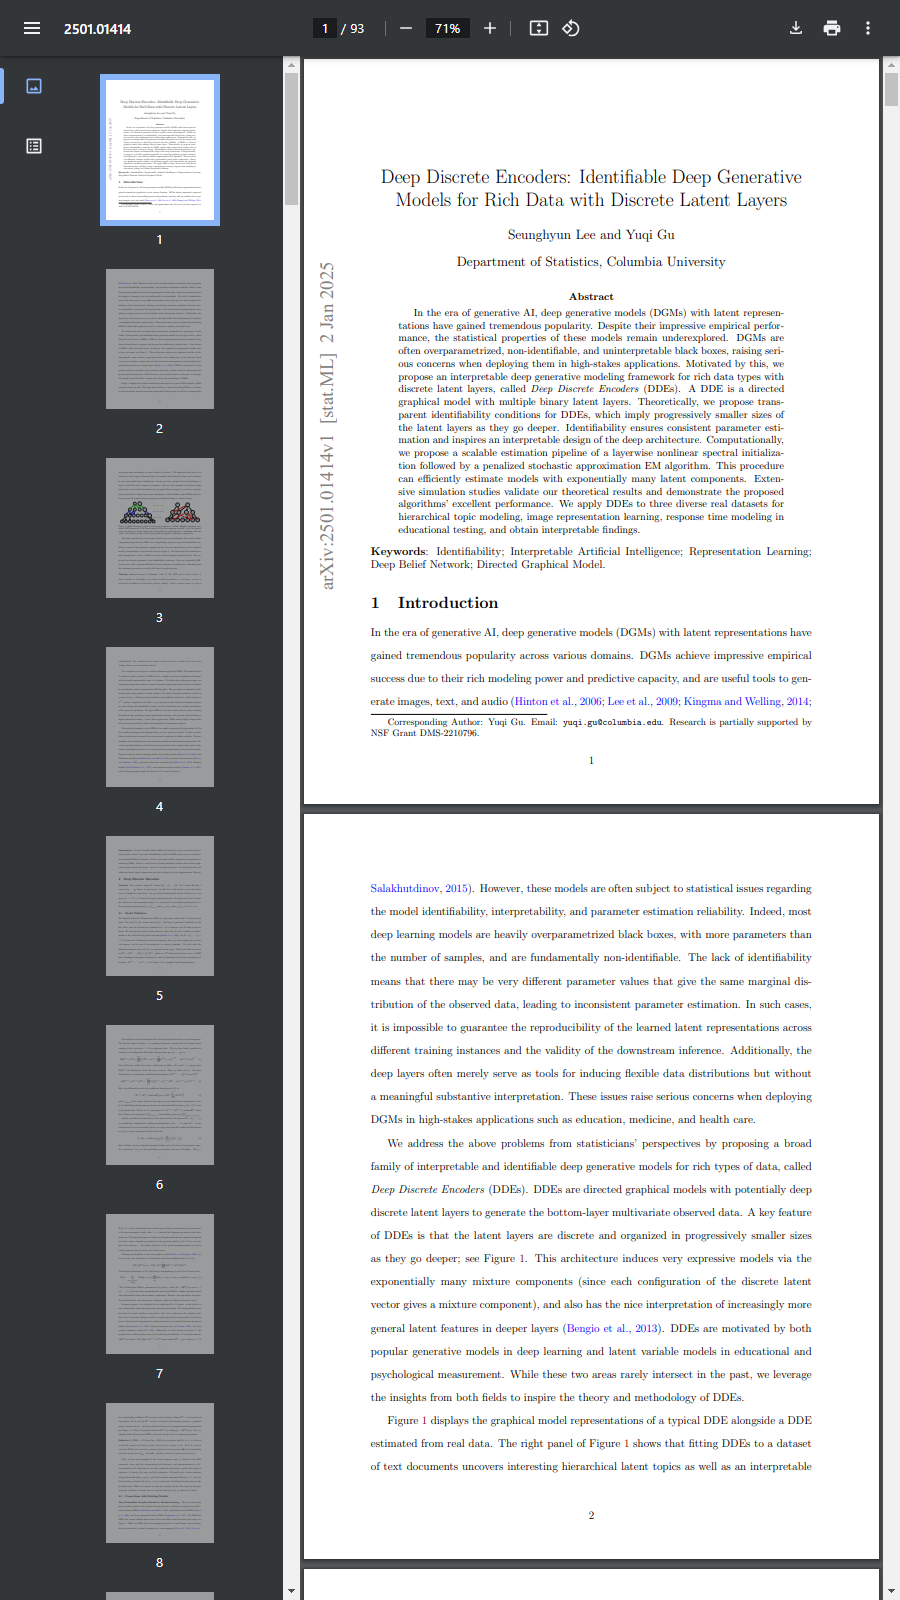 2501.01414
1 / 93
71%
1
2
3
4
5
6
7
8
arXiv:2501.01414v1 [stat.ML] 2 Jan 2025
Deep Discrete Encoders: Identifiable Deep Generative
Models for Rich Data with Discrete Latent Layers
Seunghyun Lee and Yuqi Gu
Department of Statistics, Columbia University
Abstract
In the era of generative AI, deep generative models (DGMs) with latent represen-
tations have gained tremendous popularity. Despite their impressive empirical perfor-
mance, the statistical properties of these models remain underexplored. DGMs are
often overparametrized, non-identifiable, and uninterpretable black boxes, raising seri-
ous concerns when deploying them in high-stakes applications. Motivated by this, we
propose an interpretable deep generative modeling framework for rich data types with
discrete latent layers, called Deep Discrete Encoders (DDEs). A DDE is a directed
graphical model with multiple binary latent layers. Theoretically, we propose trans-
parent identifiability conditions for DDEs, which imply progressively smaller sizes of
the latent layers as they go deeper. Identifiability ensures consistent parameter esti-
mation and inspires an interpretable design of the deep architecture. Computationally,
we propose a scalable estimation pipeline of a layerwise nonlinear spectral initializa-
tion followed by a penalized stochastic approximation EM algorithm. This procedure
can efficiently estimate models with exponentially many latent components. Exten-
sive simulation studies validate our theoretical results and demonstrate the proposed
algorithms' excellent performance. We apply DDEs to three diverse real datasets for
hierarchical topic modeling, image representation learning, response time modeling in
educational testing, and obtain interpretable findings.
Keywords: Identifiability; Interpretable Artificial Intelligence; Representation Learning;
Deep Belief Network; Directed Graphical Model.
1 Introduction
In the era of generative AI, deep generative models (DGMs) with latent representations have
gained tremendous popularity across various domains. DGMs achieve impressive empirical
success due to their rich modeling power and predictive capacity, and are useful tools to gen-
erate images, text, and audio (Hinton et al., 2006; Lee et al., 2009; Kingma and Welling, 2014;
Corresponding Author: Yuqi Gu. Email: yuqi.gu@columbia.edu. Research is partially supported by
NSF Grant DMS-2210796.
1
Salakhutdinov, 2015). However, these models are often subject to statistical issues regarding
the model identifiability, interpretability, and parameter estimation reliability. Indeed, most
deep learning models are heavily overparametrized black boxes, with more parameters than
the number of samples, and are fundamentally non-identifiable. The lack of identifiability
means that there may be very different parameter values that give the same marginal dis-
tribution of the observed data, leading to inconsistent parameter estimation. In such cases,
it is impossible to guarantee the reproducibility of the learned latent representations across
different training instances and the validity of the downstream inference. Additionally, the
deep layers often merely serve as tools for inducing flexible data distributions but without
a meaningful substantive interpretation. These issues raise serious concerns when deploying
DGMs in high-stakes applications such as education, medicine, and health care.
We address the above problems from statisticians' perspectives by proposing a broad
family of interpretable and identifiable deep generative models for rich types of data, called
Deep Discrete Encoders (DDEs). DDEs are directed graphical models with potentially deep
discrete latent layers to generate the bottom-layer multivariate observed data. A key feature
of DDEs is that the latent layers are discrete and organized in progressively smaller sizes
as they go deeper; see Figure 1. This architecture induces very expressive models via the
exponentially many mixture components (since each configuration of the discrete latent
vector gives a mixture component), and also has the nice interpretation of increasingly more
general latent features in deeper layers (Bengio et al., 2013). DDEs are motivated by both
popular generative models in deep learning and latent variable models in educational and
psychological measurement. While these two areas rarely intersect in the past, we leverage
the insights from both fields to inspire the theory and methodology of DDEs.
Figure 1 displays the graphical model representations of a typical DDE alongside a DDE
estimated from real data. The right panel of Figure 1 shows that fitting DDEs to a dataset
of text documents uncovers interesting hierarchical latent topics as well as an interpretable
2